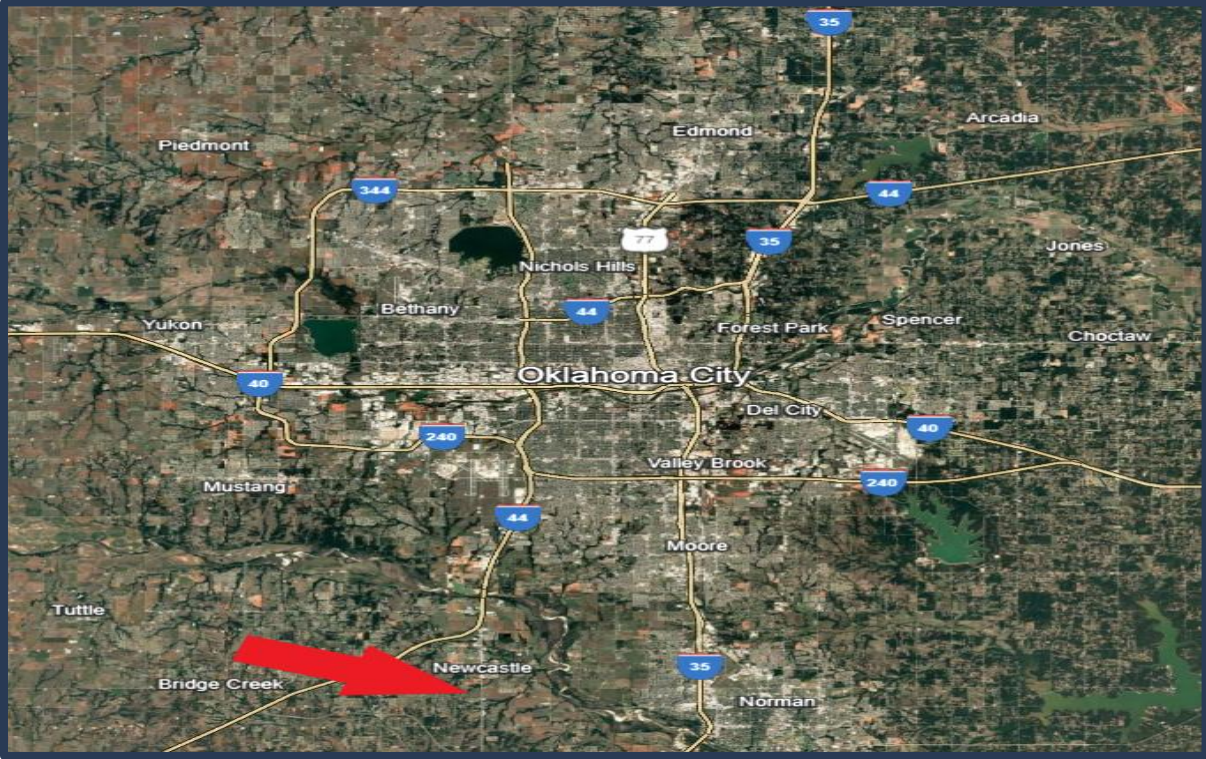 35
Arcadia
Edmond
Piedmont
344
44
77
35
Jones
Nichols Hills
Bethany
44
Yukon
Forest Park
Spencer
Choctaw
Oklahoma City
40
Del City
40
240
Valley Brook
240
Mustang
44
Moore
Tuttle
Newcastle
35
Bridge Creek
Norman